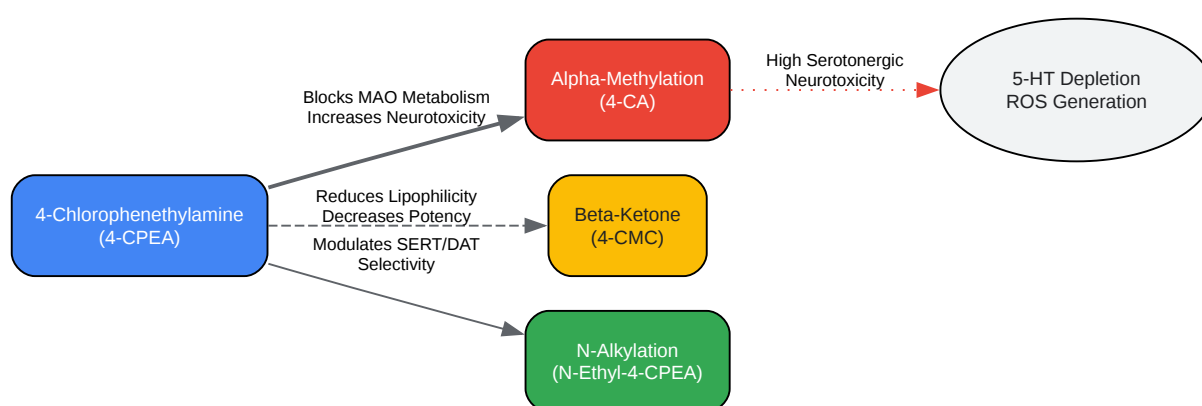 4-Chlorophenethylamine
(4-CPEA)
Blocks MAO Metabolism
Increases Neurotoxicity
Alpha-Methylation
(4-CA)
High Serotonergic
Neurotoxicity
5-HT Depletion
ROS Generation
Reduces Lipophilicity
Decreases Potency
Beta-Ketone
(4-CMC)
Modulates SERT/DAT
Selectivity
N-Alkylation
(N-Ethyl-4-CPEA)